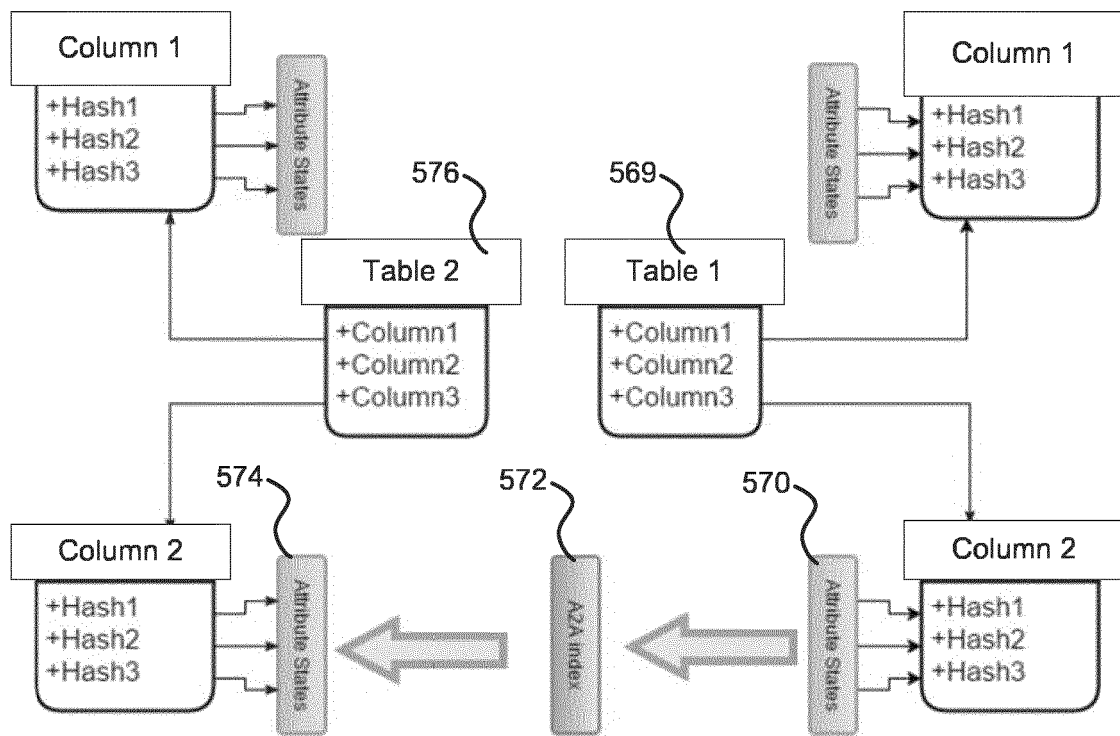 Column 1
+Hash1
+Hash2
+Hash3
Attribute States
Attribute States
Column 1
+Hash1
+Hash2
+Hash3
576
569
Table 2
+Column1
+Column2
+Column3
Table 1
+Column1
+Column2
+Column3
574
572
570
Column 2
+Hash1
+Hash2
+Hash3
Attribute States
A2A index
Attribute States
Column 2
+Hash1
+Hash2
+Hash3